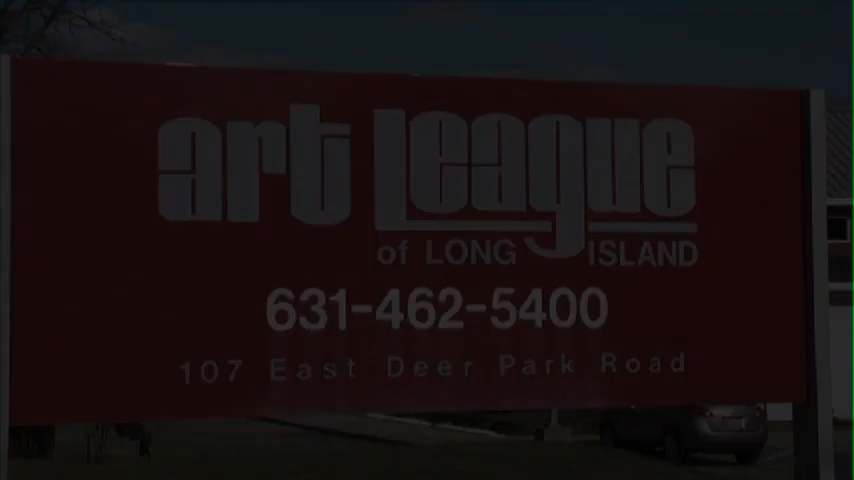 art League
of LONG ISLAND
631-462-5400
107 East Deer Park Road